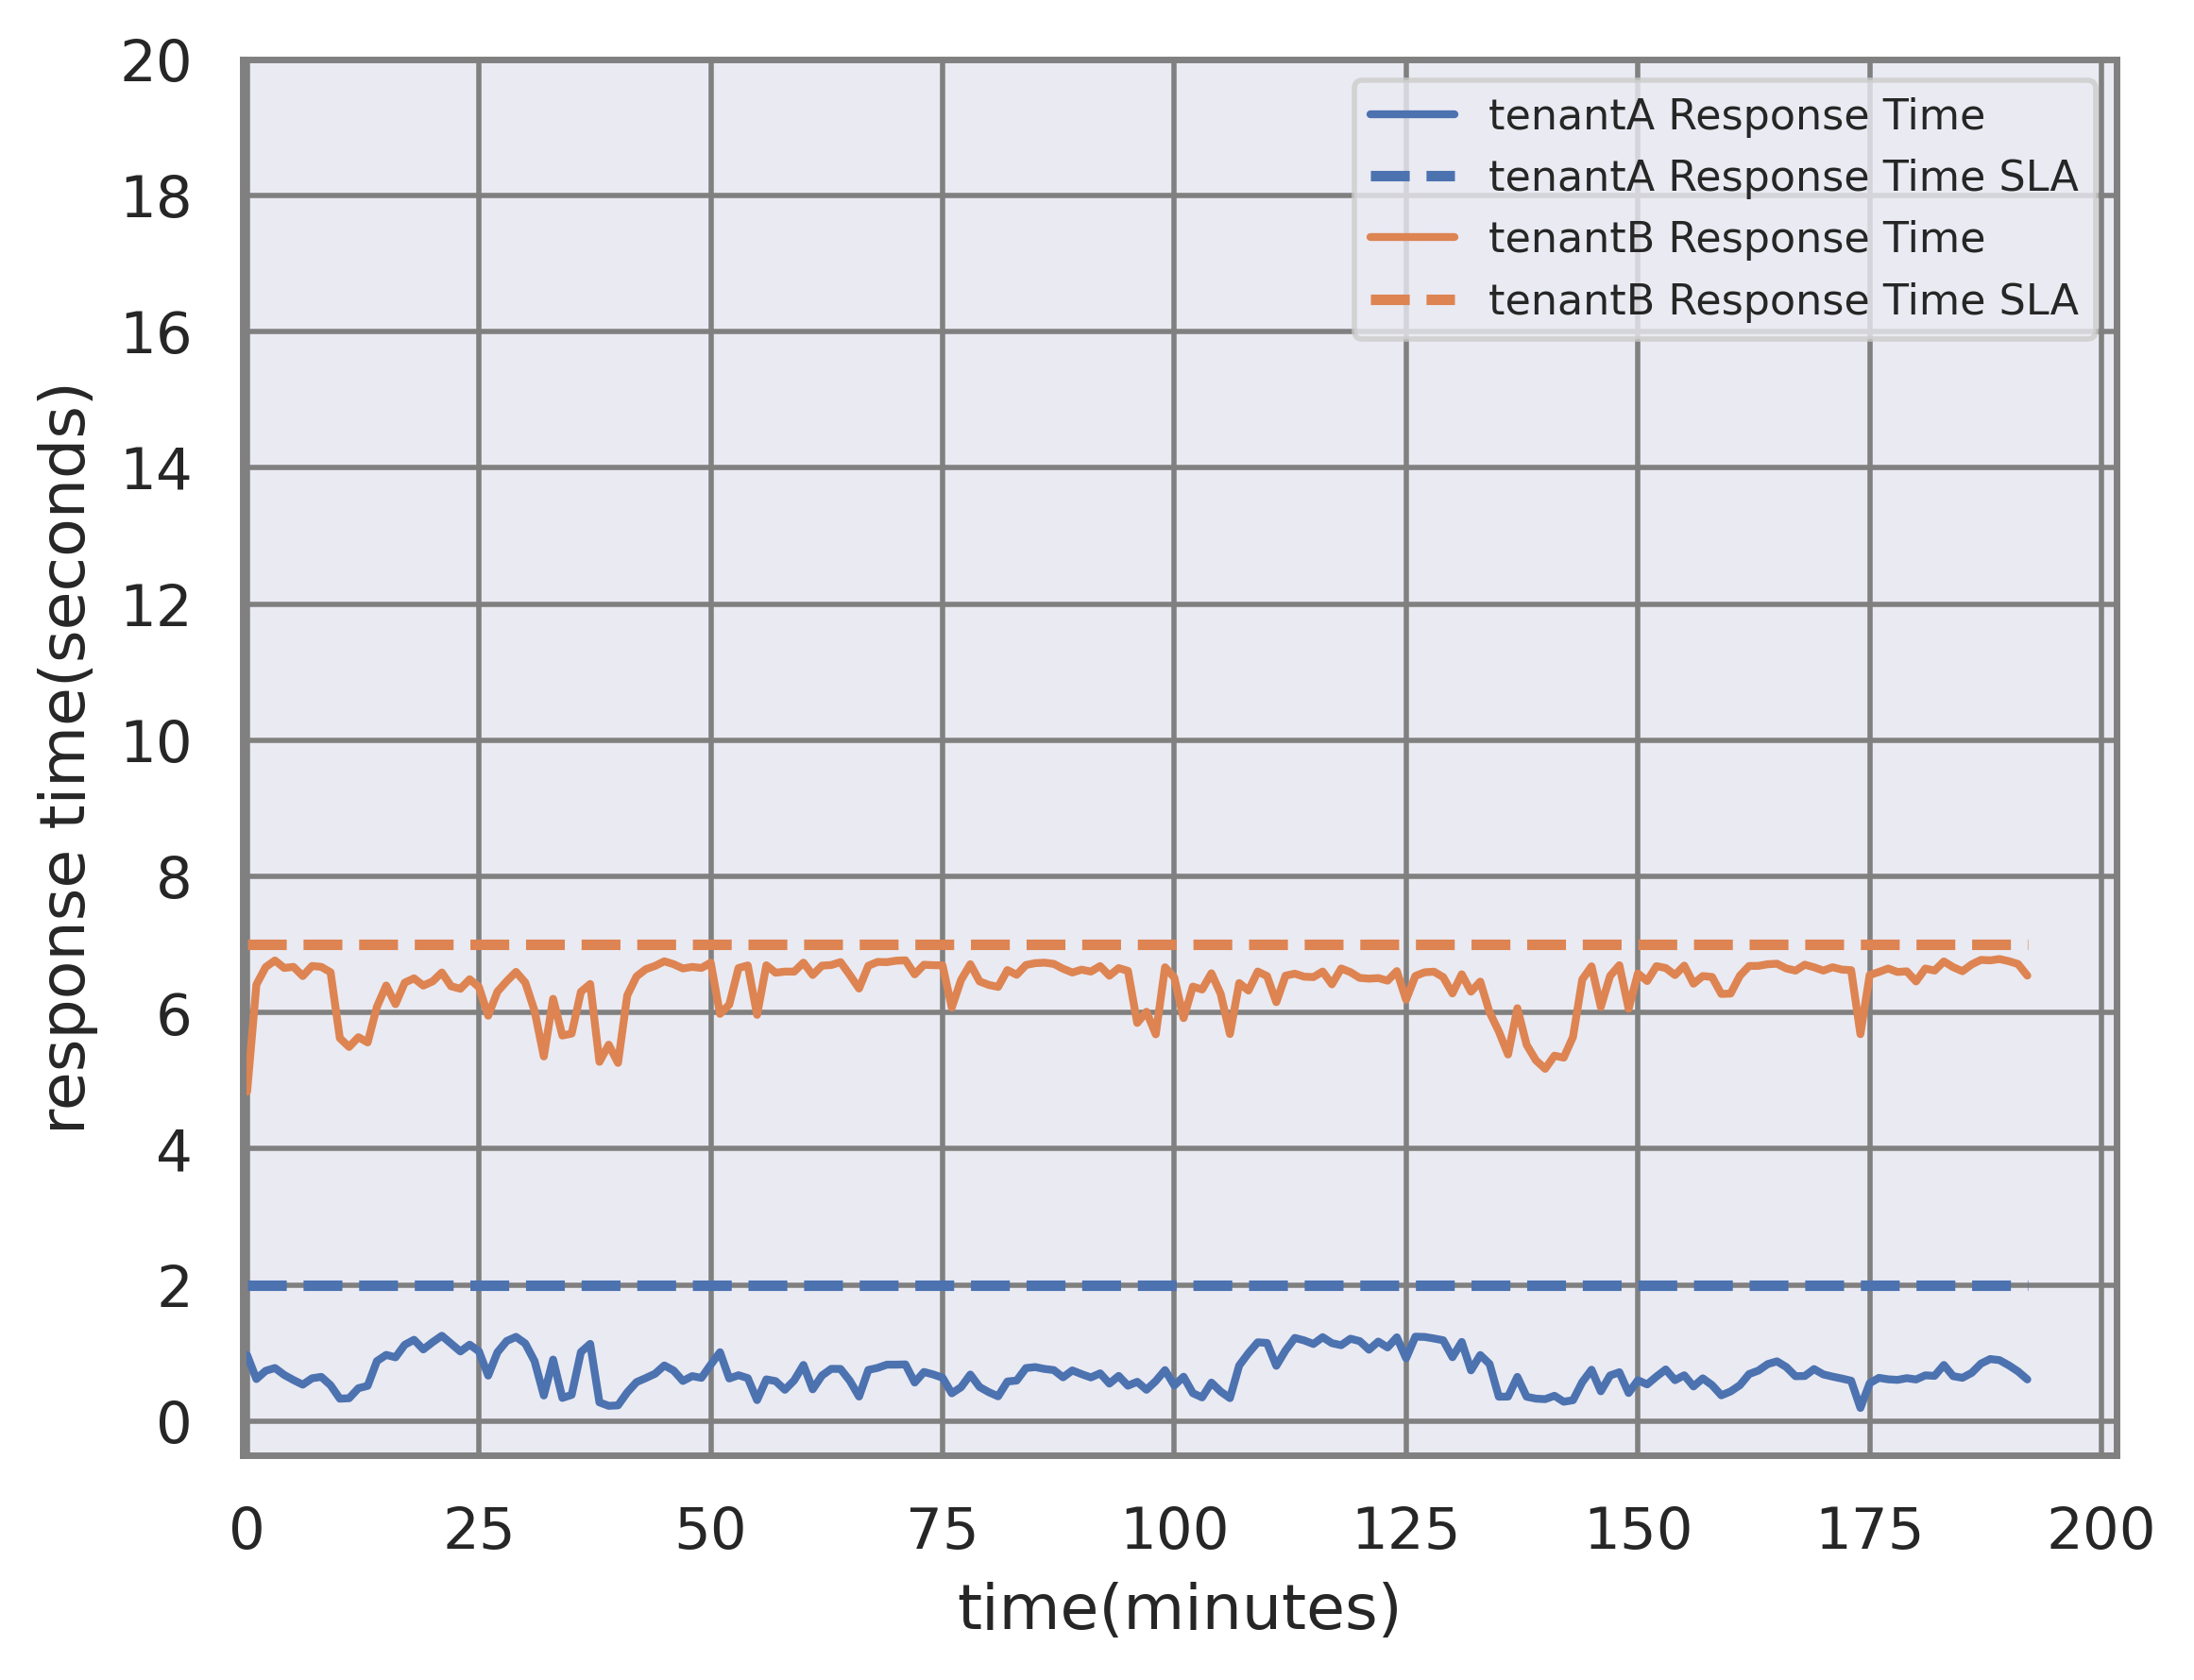 20
18
16
14
12
10
8
6
4
2
0
response time(seconds)
tenantA Response Time
tenantA Response Time SLA
tenantB Response Time
tenantB Response Time SLA
0 25 50 75 100 125 150 175 200
time(minutes)